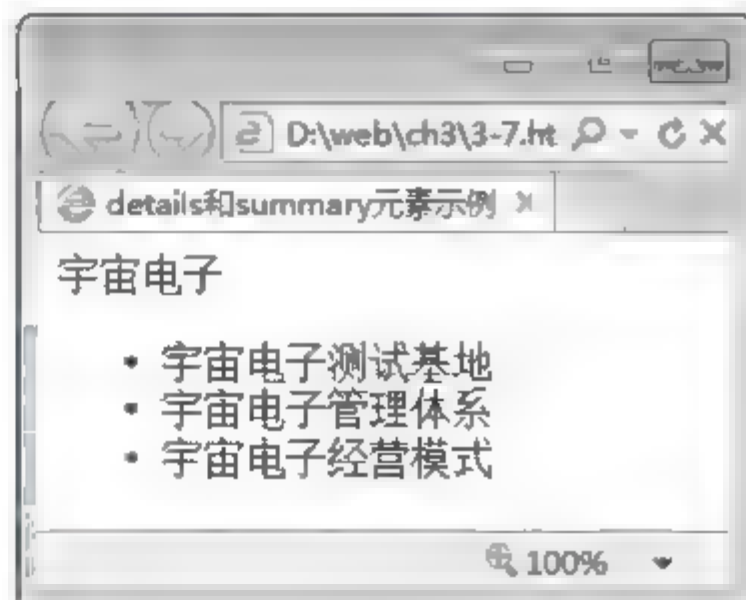 D:\web\ch3\3-7.ht
details和summary元素示例
宇宙电子
• 宇宙电子测试基地
• 宇宙电子管理体系
• 宇宙电子经营模式
100%